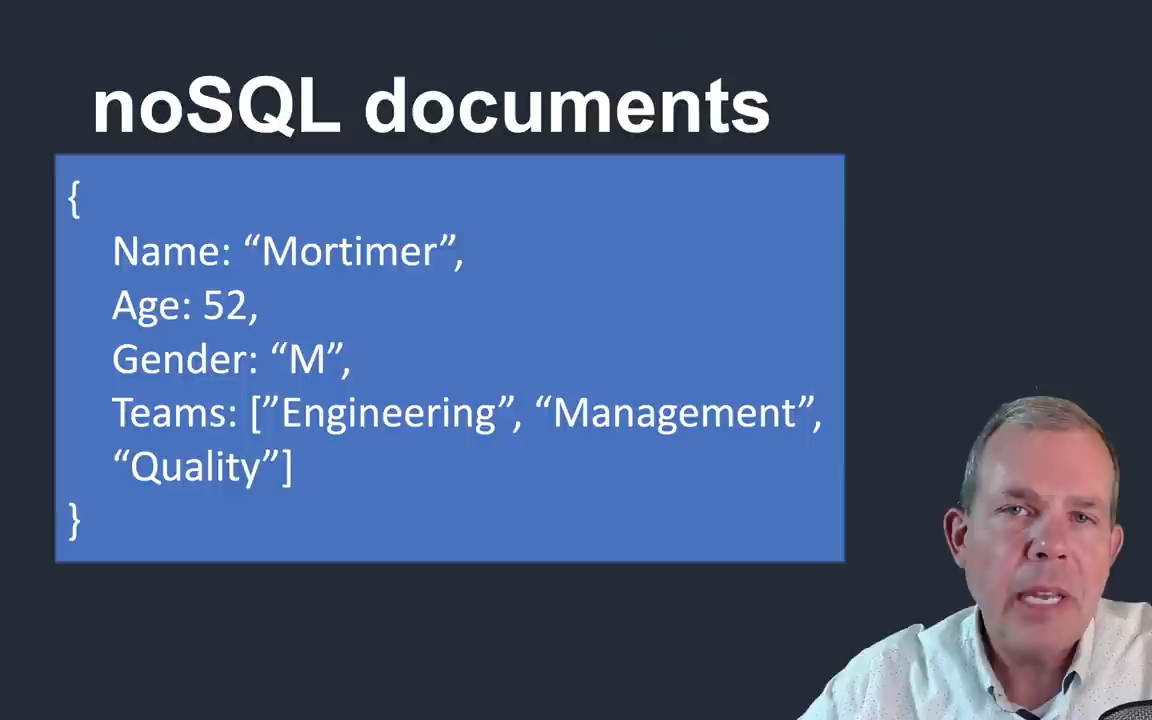 noSQL documents
{
Name: “Mortimer”,
Age: 52,
Gender: “M”,
Teams: [”Engineering”, “Management”,
“Quality”]
}